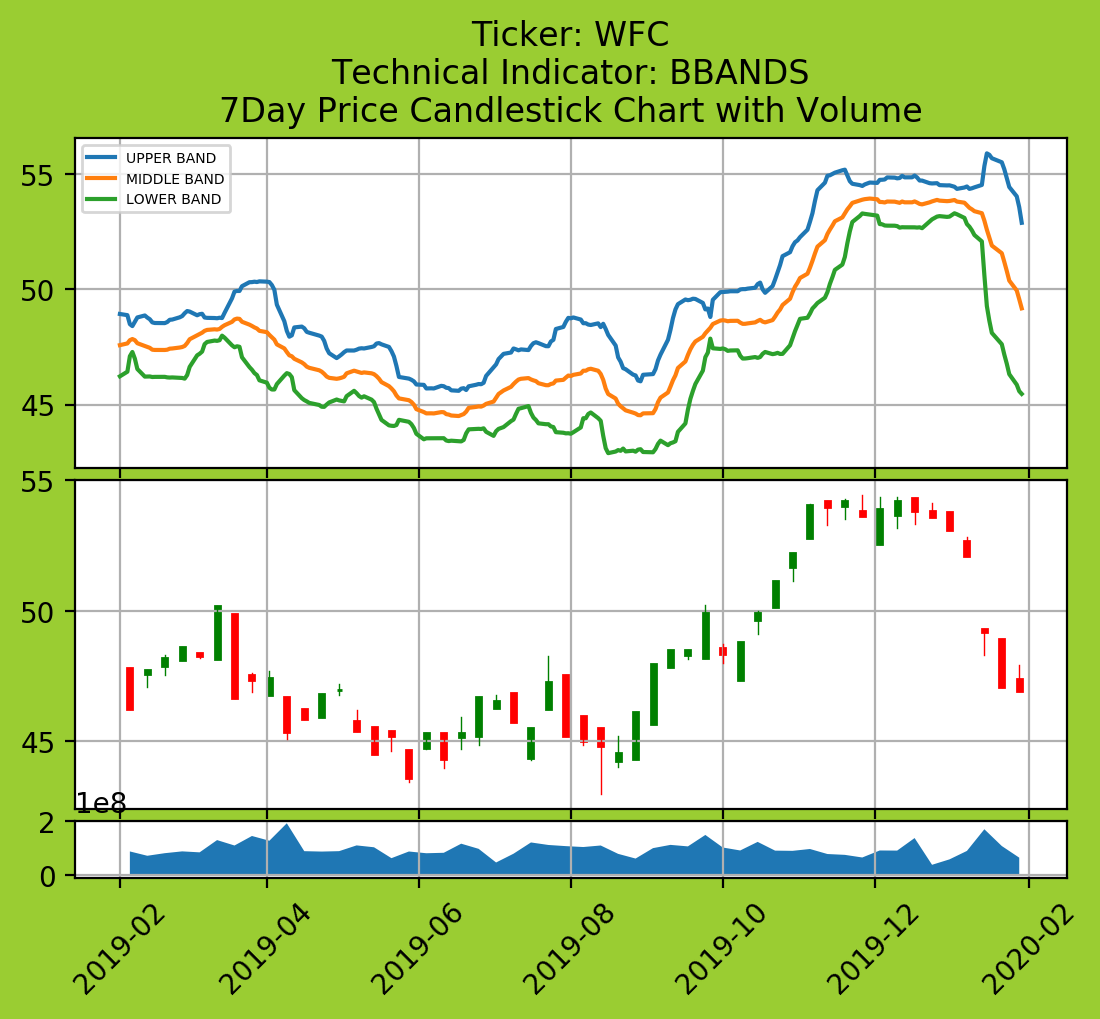 Ticker: WFC
Technical Indicator: BBANDS
7Day Price Candlestick Chart with Volume
UPPER BAND
MIDDLE BAND
LOWER BAND
55
50
45
55
50
45
1e8
2
0
2019-02
2019-04
2019-06
2019-08
2019-10
2019-12
2020-02